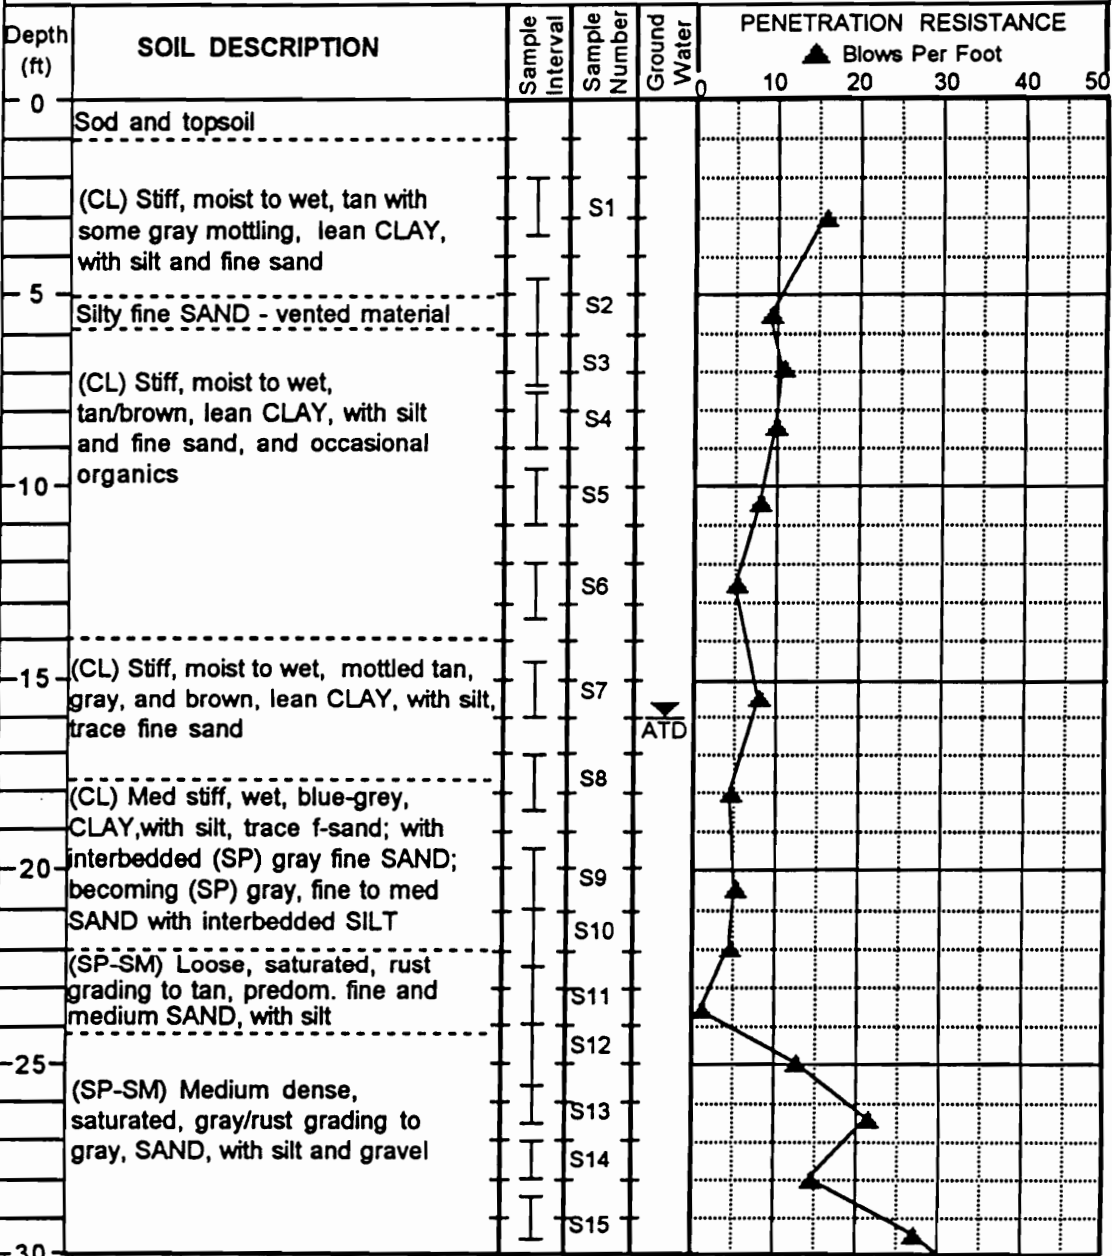 Depth
(ft)
SOIL DESCRIPTION
Sample
Interval
Sample
Number
Ground
Water
PENETRATION RESISTANCE
▲ Blows Per Foot
0 10 20 30 40 50
0
Sod and topsoil
(CL) Stiff, moist to wet, tan with
some gray mottling, lean CLAY,
with silt and fine sand
S1
5
S2
Silty fine SAND - vented material
S3
(CL) Stiff, moist to wet,
tan/brown, lean CLAY, with silt
and fine sand, and occasional
organics
S4
10
S5
S6
(CL) Stiff, moist to wet, mottled tan,
gray, and brown, lean CLAY, with silt,
trace fine sand
15
S7
ATD
S8
(CL) Med stiff, wet, blue-grey,
CLAY,with silt, trace f-sand; with
interbedded (SP) gray fine SAND;
becoming (SP) gray, fine to med
SAND with interbedded SILT
20
S9
S10
(SP-SM) Loose, saturated, rust
grading to tan, predom. fine and
medium SAND, with silt
S11
S12
25
(SP-SM) Medium dense,
saturated, gray/rust grading to
gray, SAND, with silt and gravel
S13
S14
S15
30